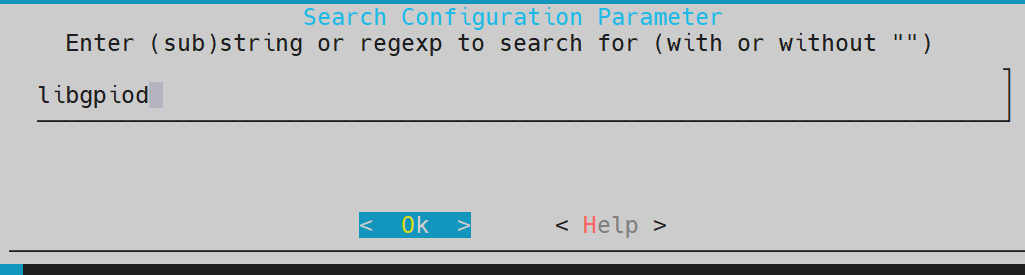 Search Configuration Parameter
Enter (sub)string or regexp to search for (with or without "")
libgpiod
< Ok > < Help >